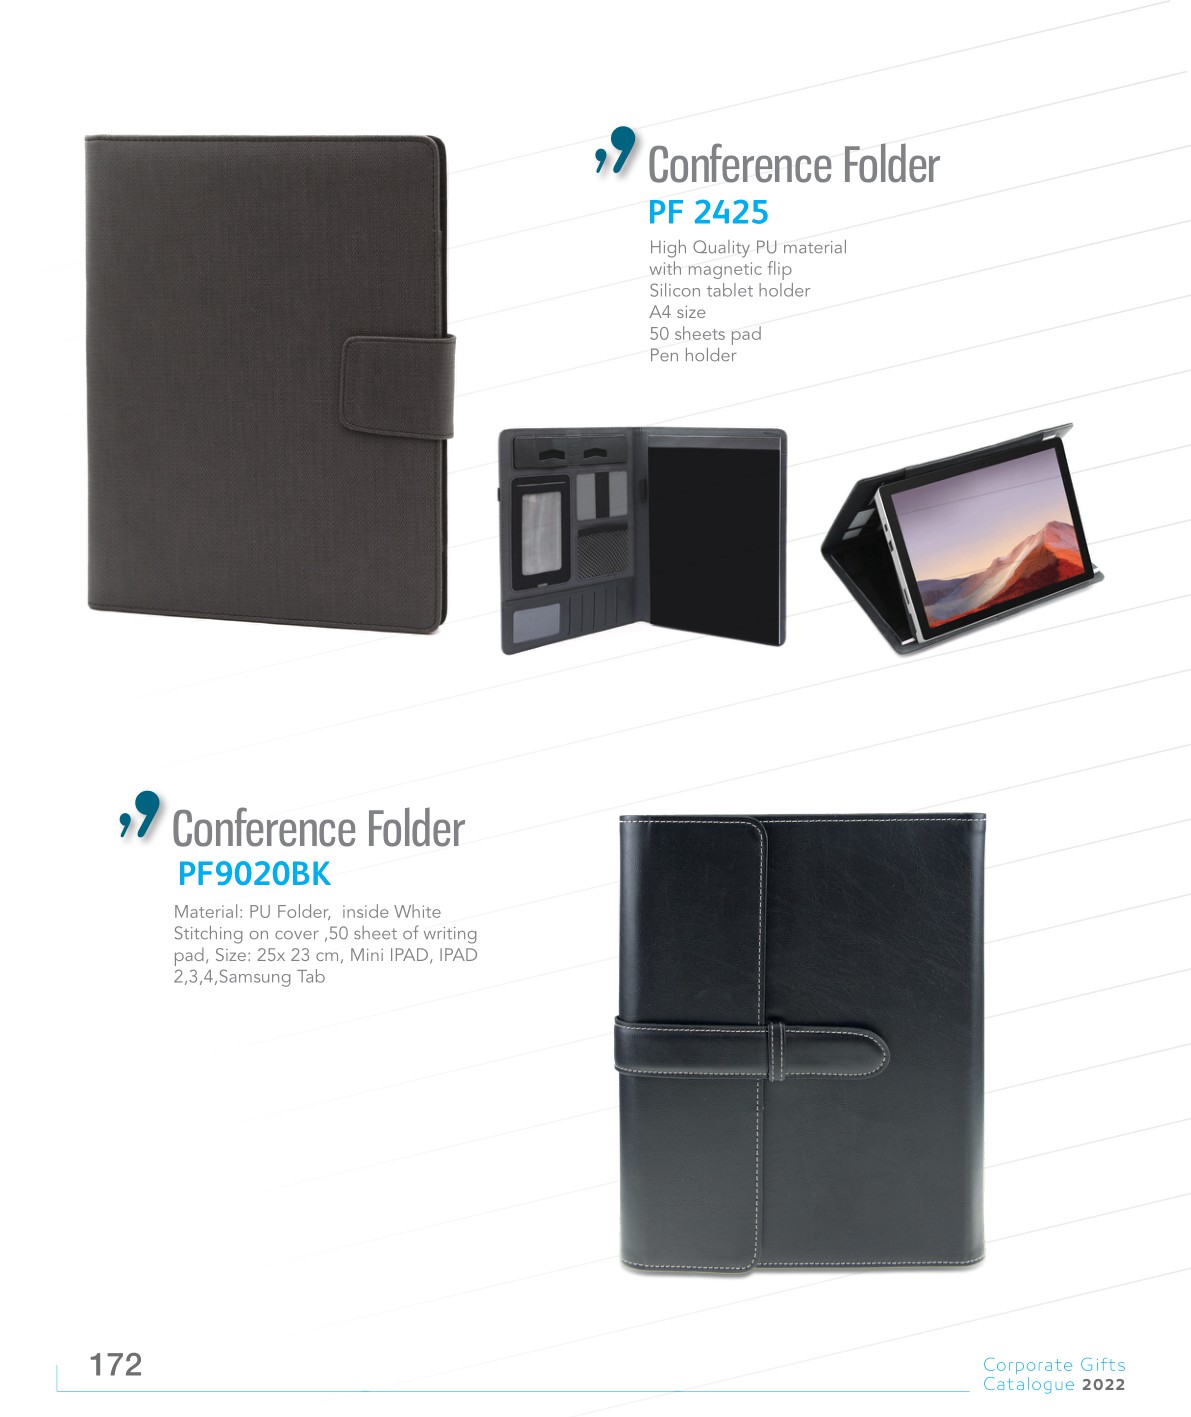 Conference Folder
PF 2425
High Quality PU material
with magnetic flip
Silicon tablet holder
A4 size
50 sheets pad
Pen holder
Conference Folder
PF9020BK
Material: PU Folder,  inside White
Stitching on cover ,50 sheet of writing
pad, Size: 25x 23 cm, Mini IPAD, IPAD
2,3,4,Samsung Tab
172
Corporate Gifts
Catalogue 2022